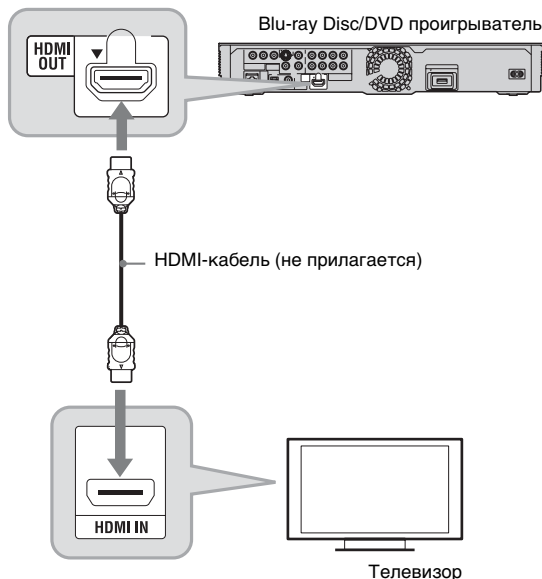 Blu-ray Disc/DVD проигрыватель
HDMI
OUT
HDMI-кабель (не прилагается)
HDMI IN
Телевизор